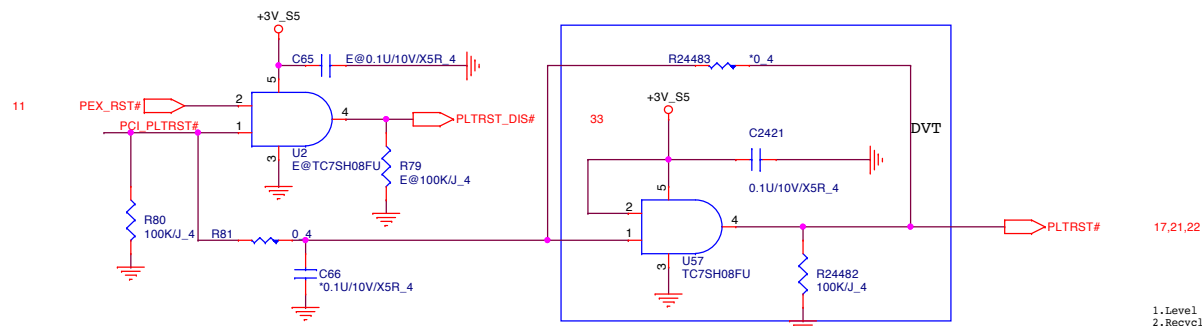 +3V_S5
C65 E@0.1U/10V/X5R_4
R24483 *0_4
5
11 PEX_RST# 2
4
PLTRST_DIS#
PCI_PLTRST# 1
3
U2
E@TC7SH08FU
R79
E@100K/J_4
+3V_S5
33
DVT
C2421
0.1U/10V/X5R_4
5
2
4
1
3
U57
TC7SH08FU
R80
100K/J_4
R81 0_4
C66
*0.1U/10V/X5R_4
R24482
100K/J_4
PLTRST# 17,21,22
1.Level
2.Recycl